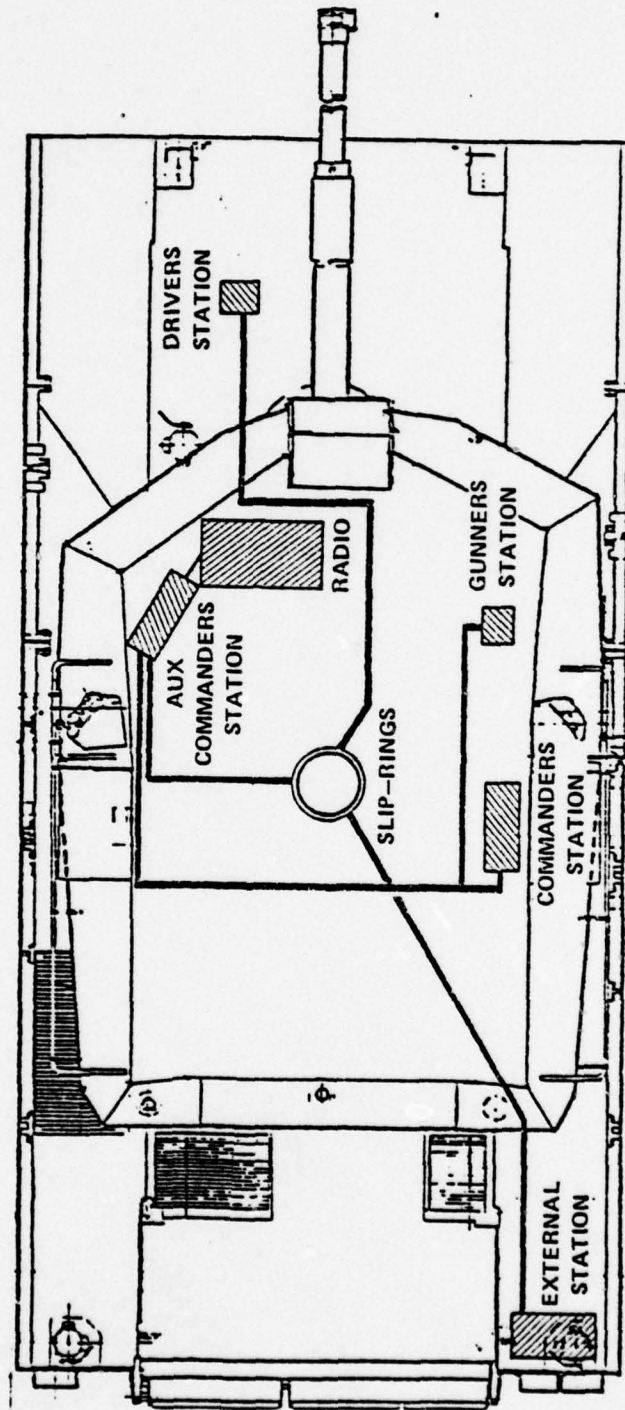 DRIVERS
STATION
RADIO
AUX
COMMANDERS
STATION
GUNNERS
STATION
SLIP-RINGS
COMMANDERS
STATION
EXTERNAL
STATION